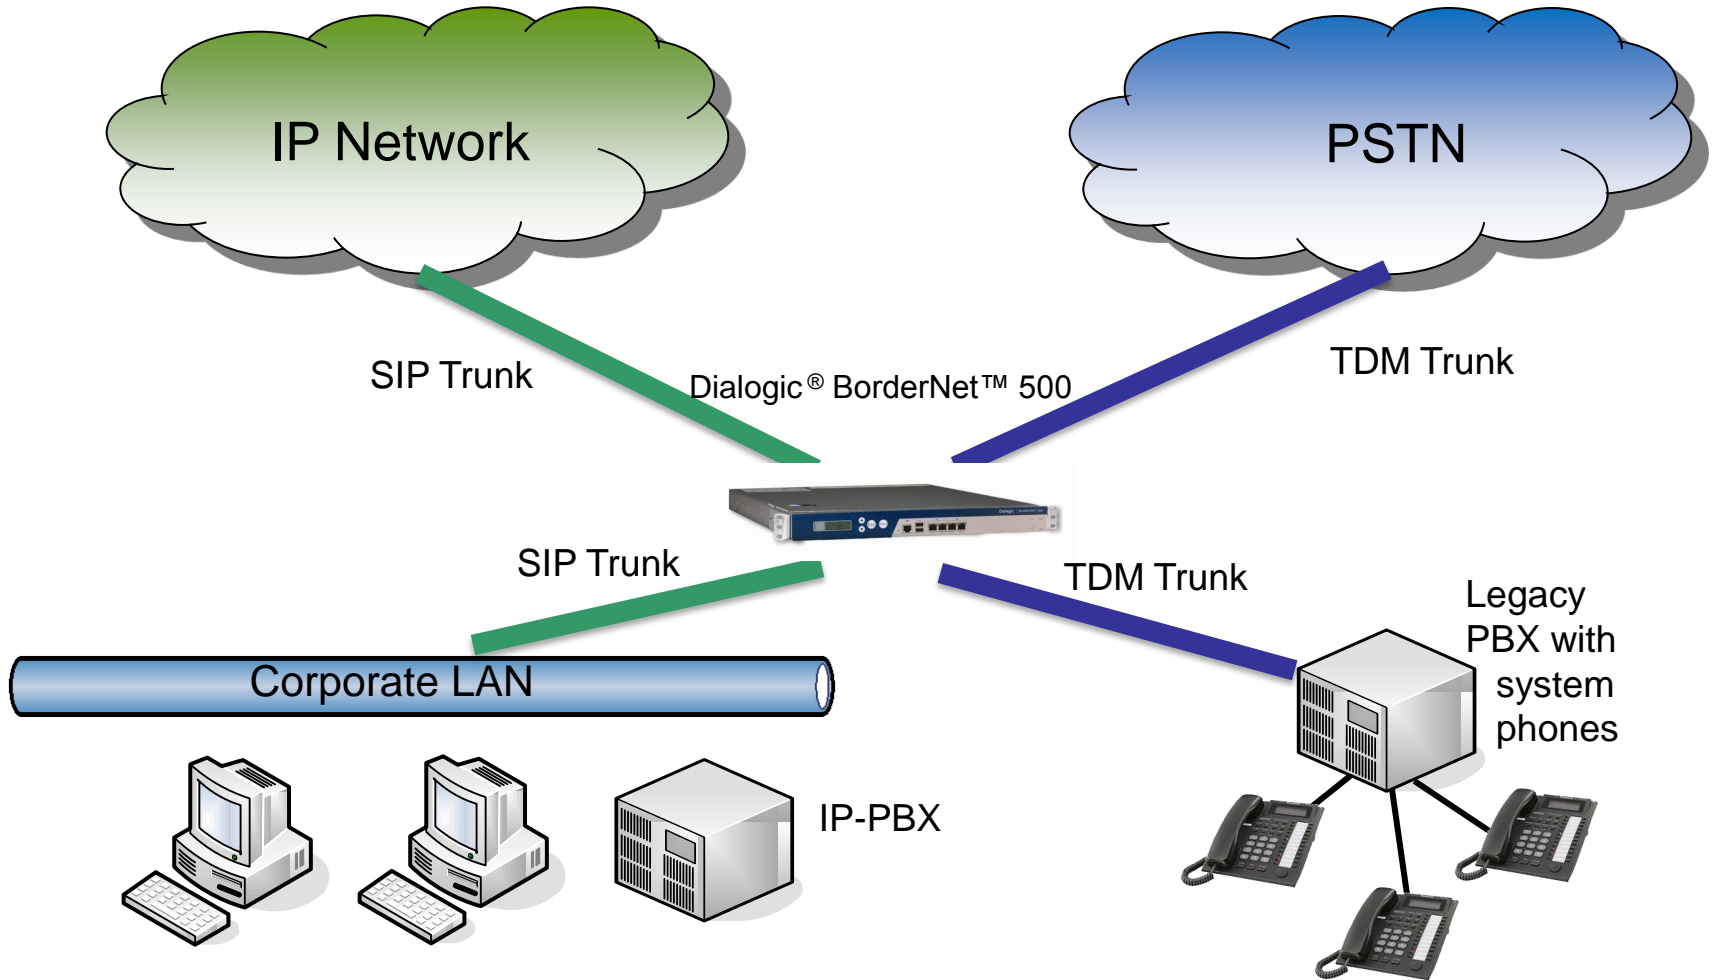 IP Network
PSTN
SIP Trunk
Dialogic® BorderNet™ 500
TDM Trunk
SIP Trunk
TDM Trunk
Legacy
PBX with
system
phones
Corporate LAN
IP-PBX